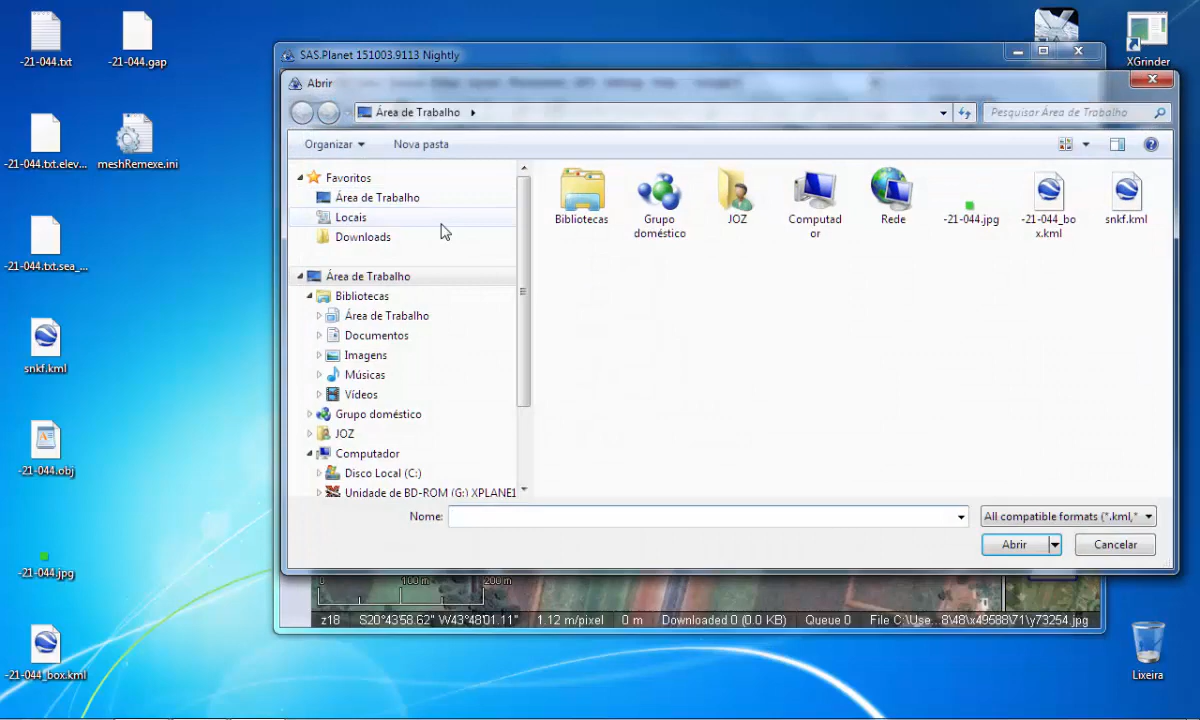 -21-044.txt
-21-044.gap
-21-044.txt.elev...
meshRemexe.ini
-21-044.txt.sea_...
snkf.kml
-21-044.obj
-21-044.jpg
-21-044_box.kml
XGrinder
Lixeira
SAS.Planet 151003.9113 Nightly
Abrir
Área de Trabalho
Pesquisar Área de Trabalho
Organizar
Nova pasta
Favoritos
Área de Trabalho
Locais
Downloads
Área de Trabalho
Bibliotecas
Área de Trabalho
Documentos
Imagens
Músicas
Vídeos
Grupo doméstico
JOZ
Computador
Disco Local (C:)
Unidade de BD-ROM (G:) XPLANE1
Bibliotecas
Grupo
doméstico
JOZ
Computad
or
Rede
-21-044.jpg
-21-044_bo
x.kml
snkf.kml
Nome:
All compatible formats (*.kml,*
Abrir
Cancelar
0 100 m 200 m
z18 S20°43'58.62" W43°48'01.11" 1.12 m/pixel 0 m Downloaded 0 (0.0 KB) Queue 0 File C:\Use...8\48\x49588\71\y73254.jpg